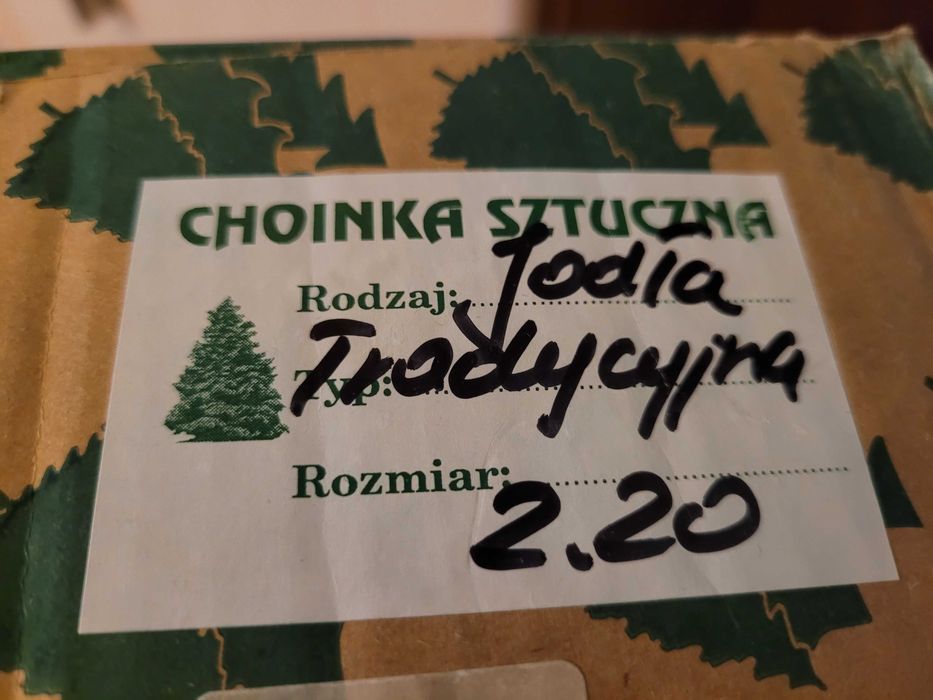 CHOINKA SZTUCZNA
Rodzaj: Jodła
Typ: Tradycyjna
Rozmiar: 2.20